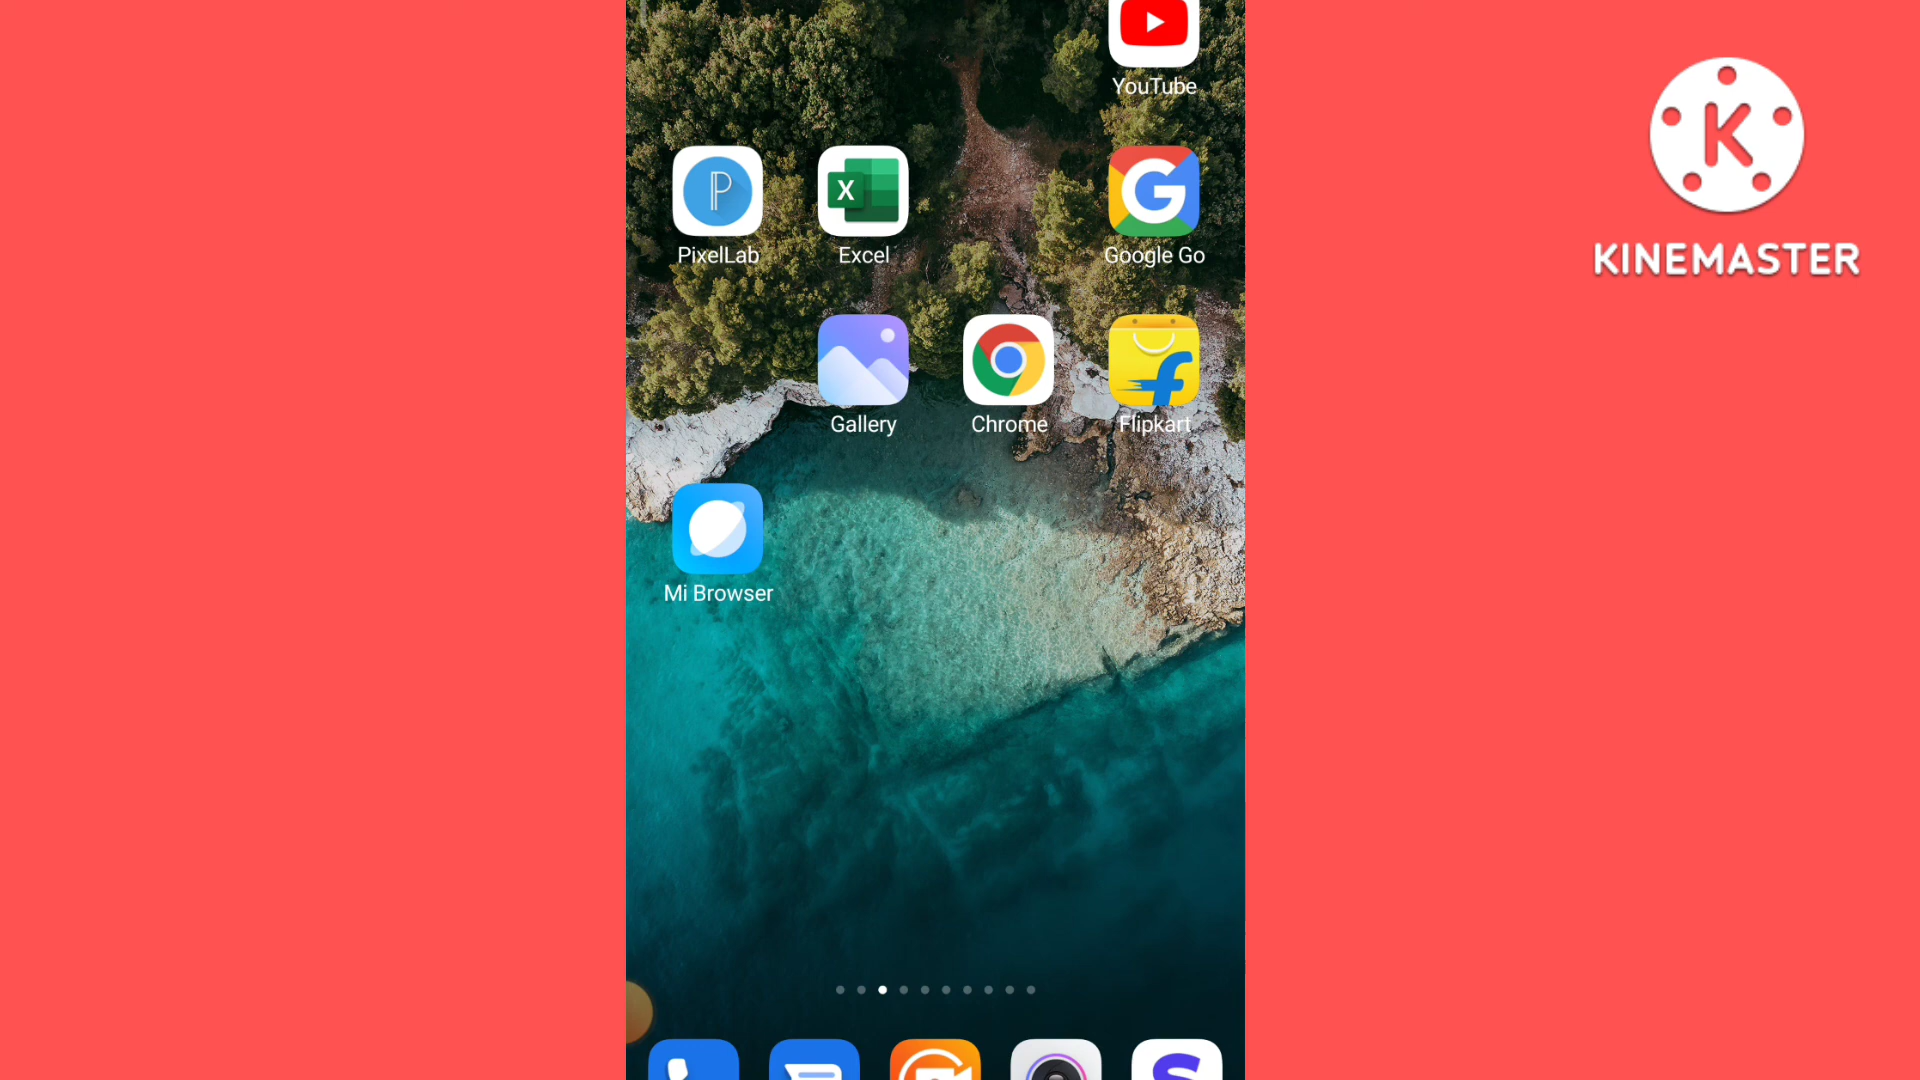 YouTube
PixelLab
Excel
Google Go
Gallery
Chrome
Flipkart
Mi Browser
K
KINEMASTER